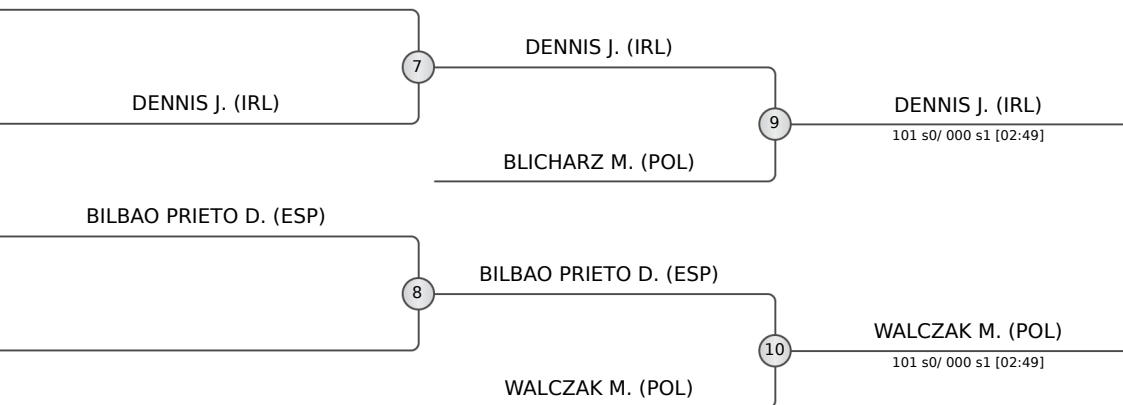 DENNIS J. (IRL)
7
DENNIS J. (IRL)
DENNIS J. (IRL)
9
101 s0/ 000 s1 [02:49]
BLICHARZ M. (POL)
BILBAO PRIETO D. (ESP)
BILBAO PRIETO D. (ESP)
8
WALCZAK M. (POL)
10
101 s0/ 000 s1 [02:49]
WALCZAK M. (POL)